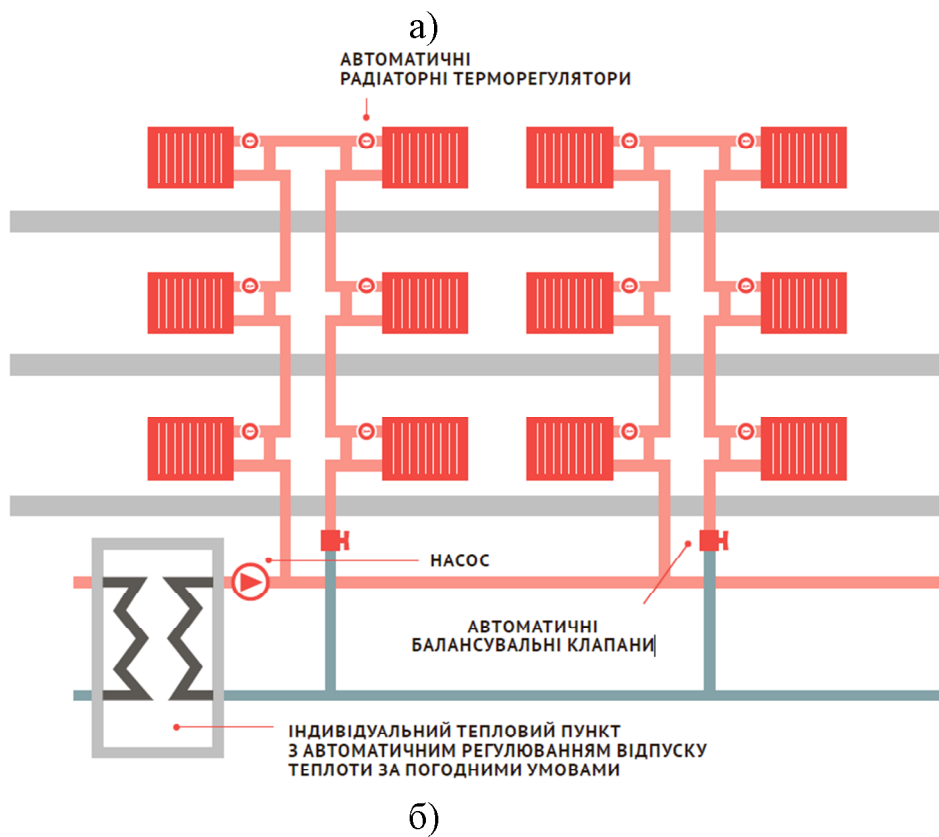 а)
АВТОМАТИЧНІ
РАДІАТОРНІ ТЕРМОРЕГУЛЯТОРИ
НАСОС
АВТОМАТИЧНІ
БАЛАНСУВАЛЬНІ КЛАПАНИ
ІНДИВІДУАЛЬНИЙ ТЕПЛОВИЙ ПУНКТ
З АВТОМАТИЧНИМ РЕГУЛЮВАННЯМ ВІДПУСКУ
ТЕПЛОТИ ЗА ПОГОДНИМИ УМОВАМИ
б)